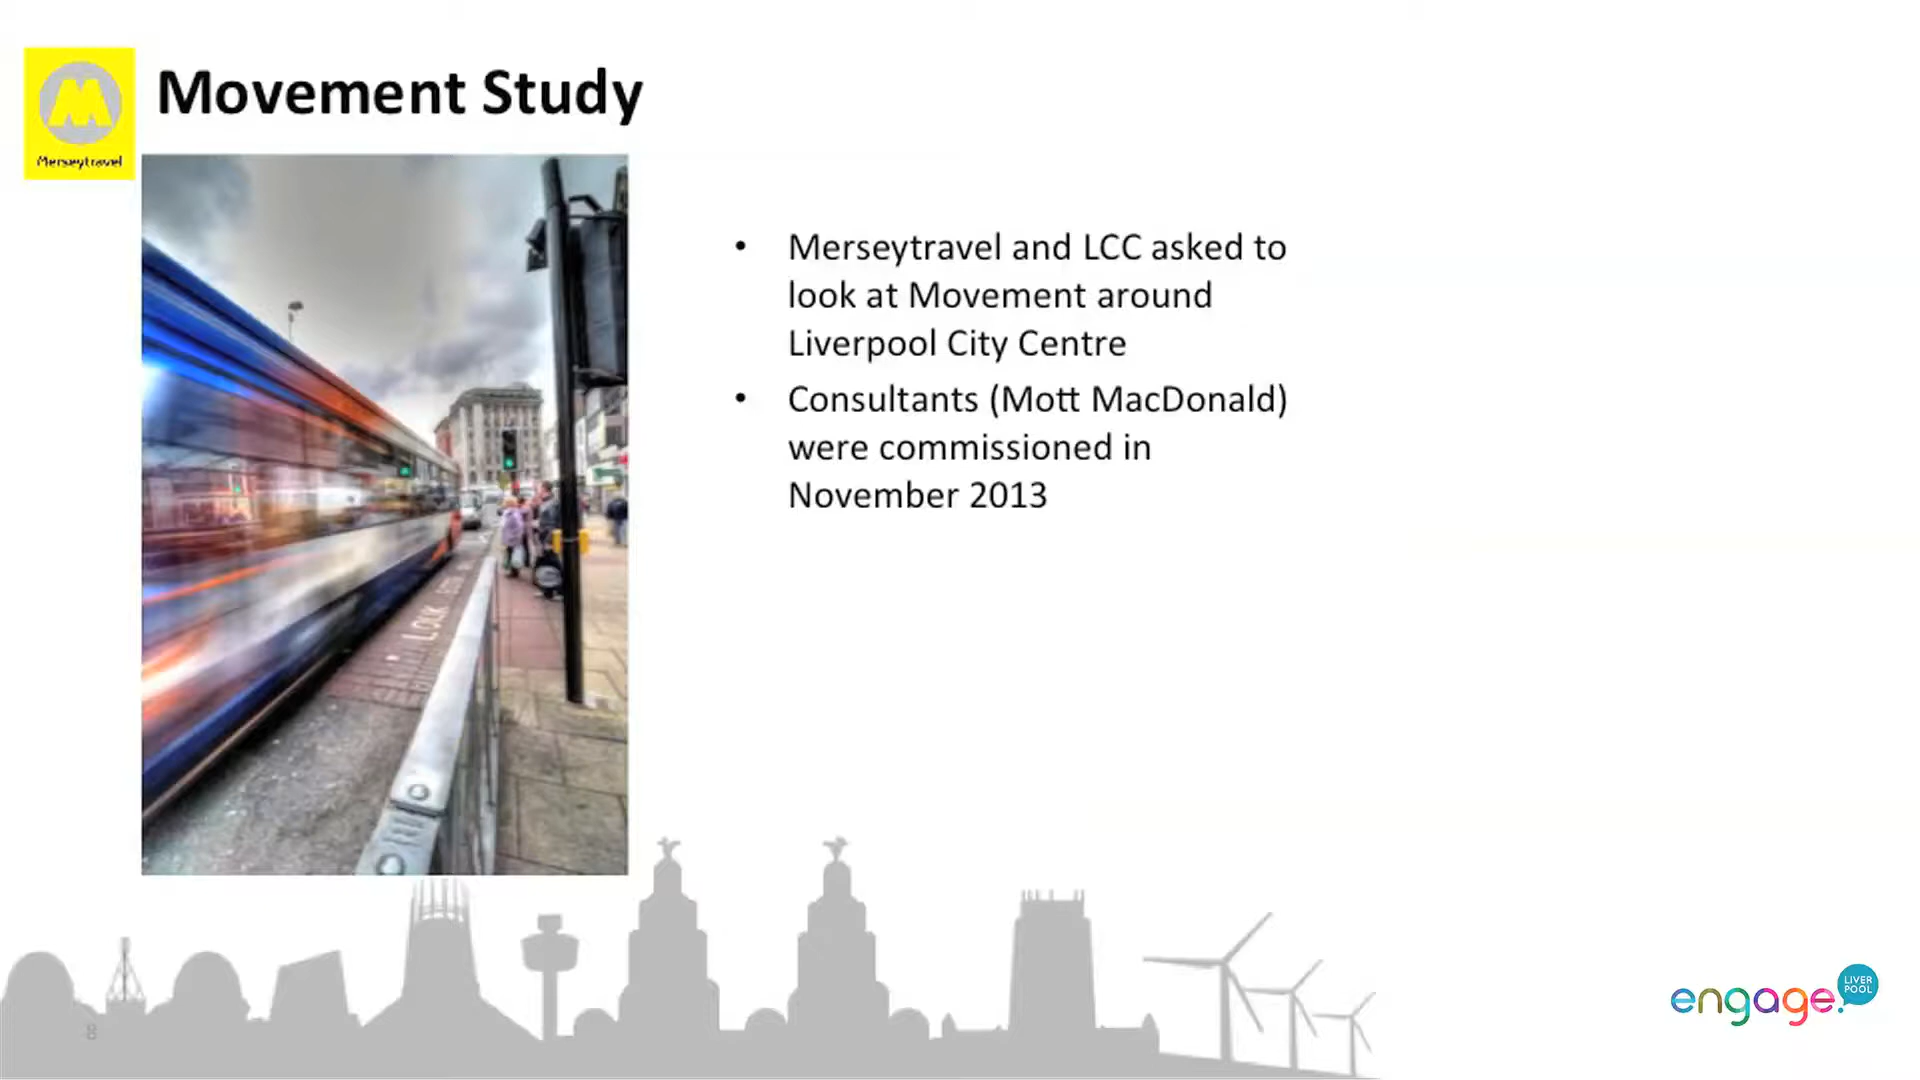 Merseytravel
Movement Study
• Merseytravel and LCC asked to
look at Movement around
Liverpool City Centre
• Consultants (Mott MacDonald)
were commissioned in
November 2013
LOOK
8
engage.
LIVER
POOL